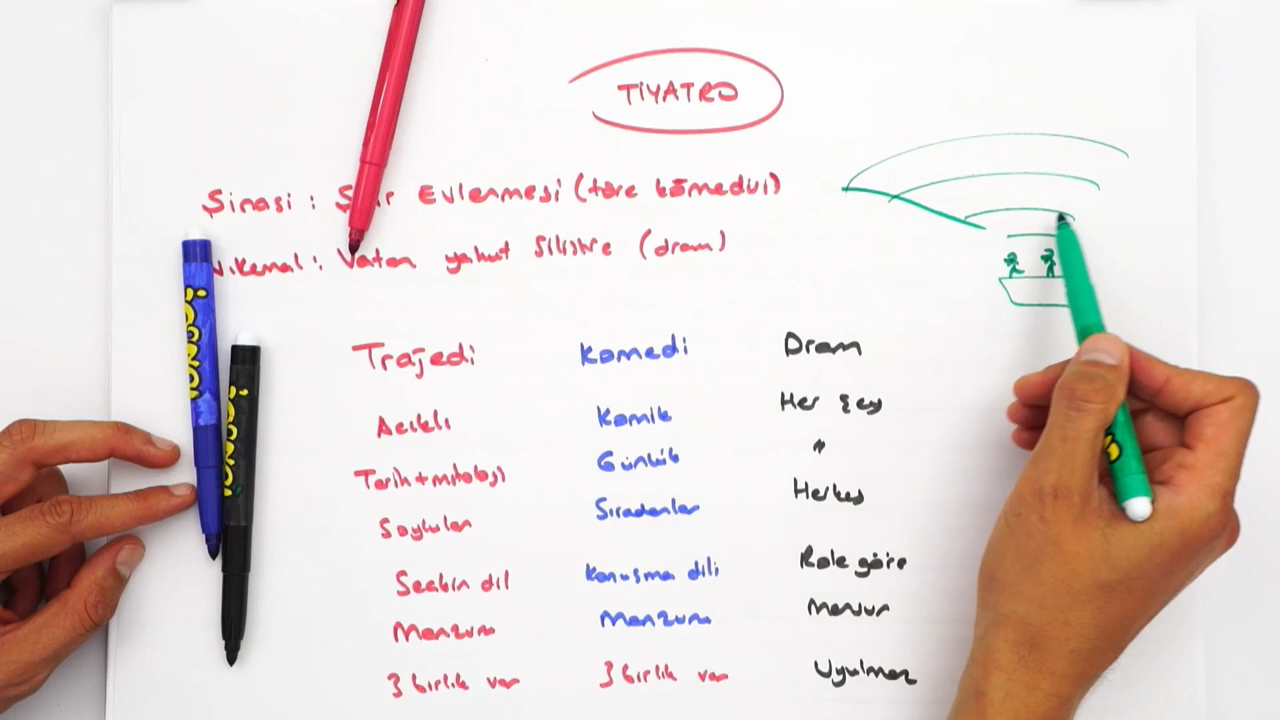 TİYATRO
Şinasi : Şair Evlenmesi (töre komedisi)
N.Kemal : Vatan yahut Silistre (dram)
Trajedi Komedi Dram
Acıklı Komik Her şey
Tarih+mitoloji Günlük "
Soylular Sıradanlar Herkes
Seçkin dil Konuşma dili Role göre
Manzum Manzum Mensur
3 birlik var 3 birlik var Uyulmaz